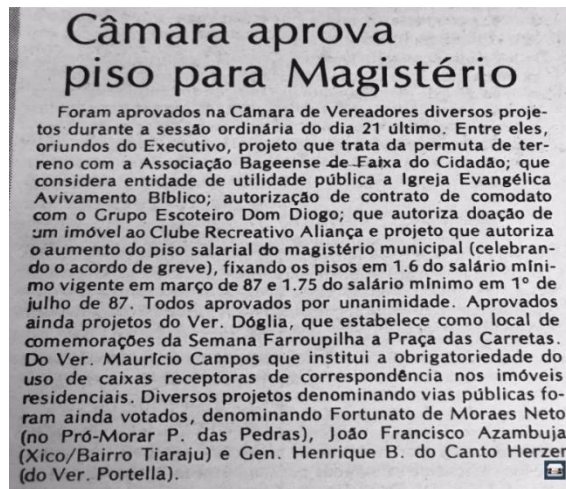 Câmara aprova
piso para Magistério
Foram aprovados na Câmara de Vereadores diversos proje-
tos durante a sessão ordinária do dia 21 último. Entre eles,
oriundos do Executivo, projeto que trata da permuta de ter-
reno com a Associação Bageense de Faixa do Cidadão; que
considera entidade de utilidade pública a Igreja Evangélica
Avivamento Bíblico; autorização de contrato de comodato
com o Grupo Escoteiro Dom Diogo; que autoriza doação de
um imóvel ao Clube Recreativo Aliança e projeto que autoriza
o aumento do piso salarial do magistério municipal (celebran-
do o acordo de greve), fixando os pisos em 1.6 do salário míni-
mo vigente em março de 87 e 1.75 do salário mínimo em 1º de
julho de 87. Todos aprovados por unanimidade. Aprovados
ainda projetos do Ver. Dóglia, que estabelece como local de
comemorações da Semana Farroupilha a Praça das Carretas.
Do Ver. Maurício Campos que institui a obrigatoriedade do
uso de caixas receptoras de correspondência nos imóveis
residenciais. Diversos projetos denominando vias públicas fo-
ram ainda votados, denominando Fortunato de Moraes Neto
(no Pró-Morar P. das Pedras), João Francisco Azambuja
(Xico/Bairro Tiaraju) e Gen. Henrique B. do Canto Herzer
(do Ver. Portella).